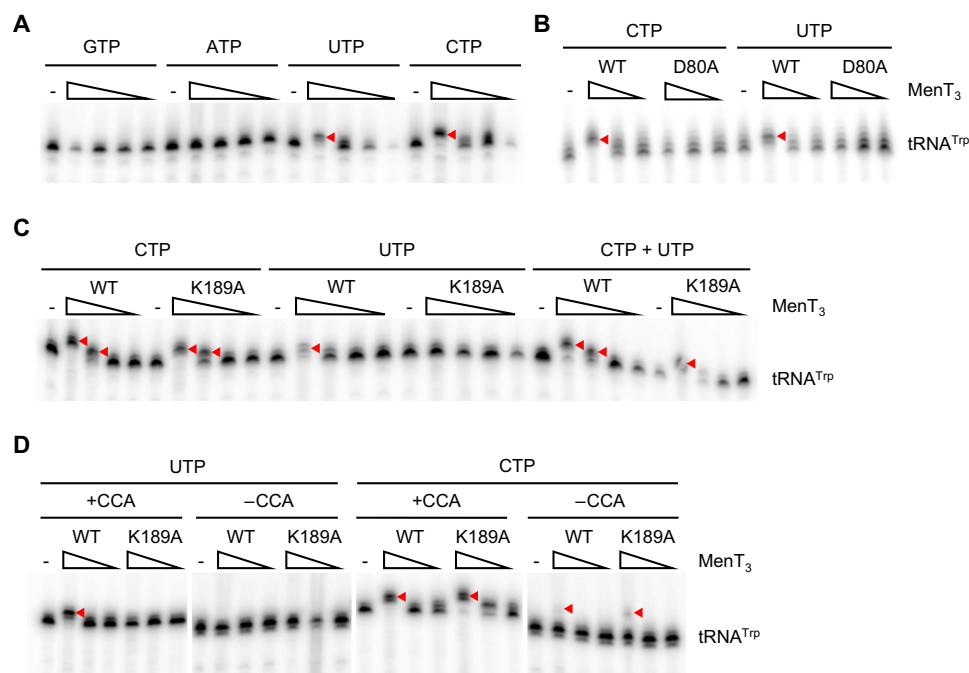 A
GTP ATP UTP CTP
- - - -
B
CTP UTP
WT D80A WT D80A
MenT3
- -
tRNATrp
C
CTP UTP CTP + UTP
WT K189A WT K189A WT K189A
MenT3
- - - - - -
tRNATrp
D
UTP CTP
+CCA –CCA +CCA –CCA
WT K189A WT K189A WT K189A WT K189A
MenT3
- - - -
tRNATrp